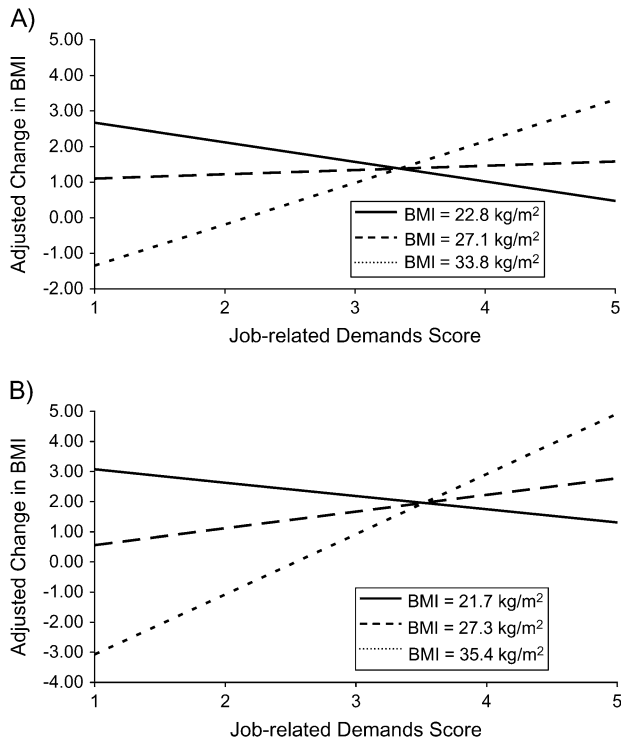 A)
Adjusted Change in BMI
5.00
4.00
3.00
2.00
1.00
0.00
-1.00
-2.00
BMI = 22.8 kg/m²
BMI = 27.1 kg/m²
BMI = 33.8 kg/m²
1 2 3 4 5
Job-related Demands Score
B)
Adjusted Change in BMI
5.00
4.00
3.00
2.00
1.00
0.00
-1.00
-2.00
-3.00
-4.00
BMI = 21.7 kg/m²
BMI = 27.3 kg/m²
BMI = 35.4 kg/m²
1 2 3 4 5
Job-related Demands Score